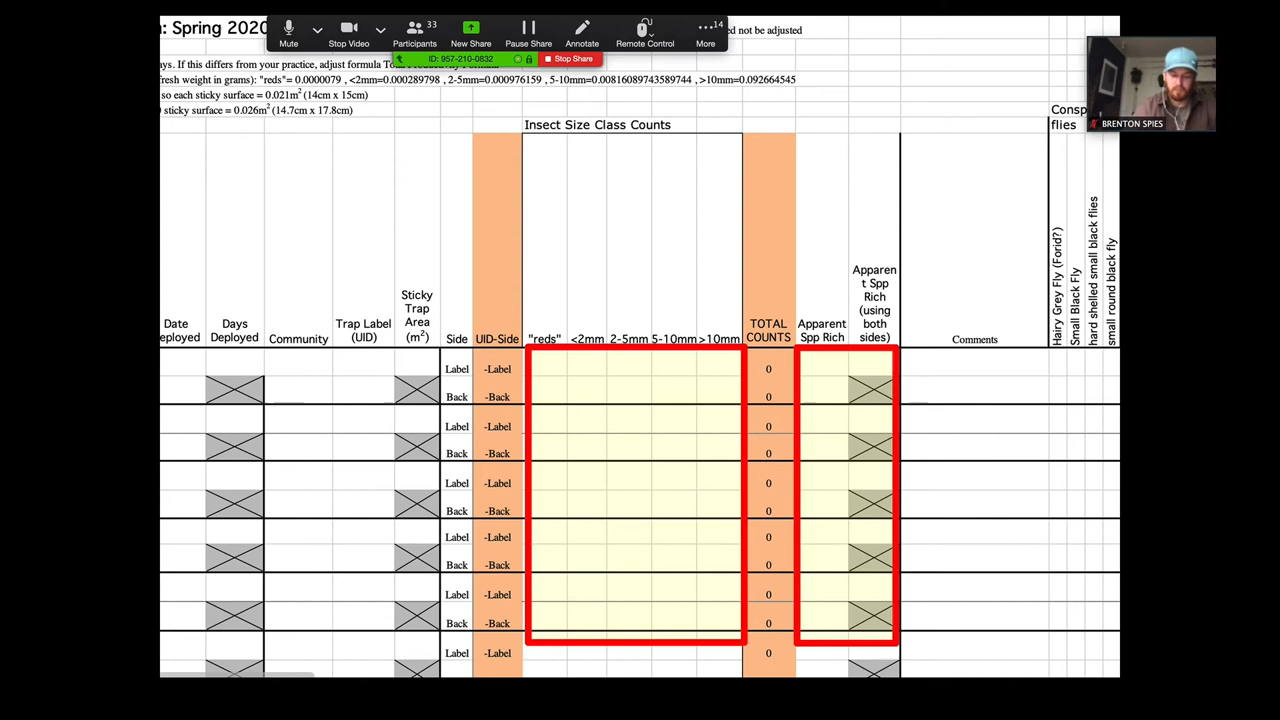 : Spring 2020
ed not be adjusted
33
14
Mute
Stop Video
Participants
New Share
Pause Share
Annotate
Remote Control
More
ID: 957-210-0832
Stop Share
ays. If this differs from your practice, adjust formula
fresh weight in grams): "reds"= 0.0000079 , <2mm=0.000289798 , 2-5mm=0.000976159 , 5-10mm=0.00816089743589744 , >10mm=0.092664545
so each sticky surface = 0.021m² (14cm x 15cm)
sticky surface = 0.026m² (14.7cm x 17.8cm)
BRENTON SPIES
Consp
flies
Insect Size Class Counts
Date
eployed
Days
Deployed
Community
Trap Label
(UID)
Sticky
Trap
Area
(m²)
Side
UID-Side
"reds"
<2mm
2-5mm
5-10mm
>10mm
TOTAL
COUNTS
Apparent
Spp Rich
Apparen
t Spp
Rich
(using
both
sides)
Comments
Hairy Grey Fly (Forid?)
Small Black Fly
hard shelled small black flies
small round black fly
Label -Label 0
Back -Back 0
Label -Label 0
Back -Back 0
Label -Label 0
Back -Back 0
Label -Label 0
Back -Back 0
Label -Label 0
Back -Back 0
Label -Label 0